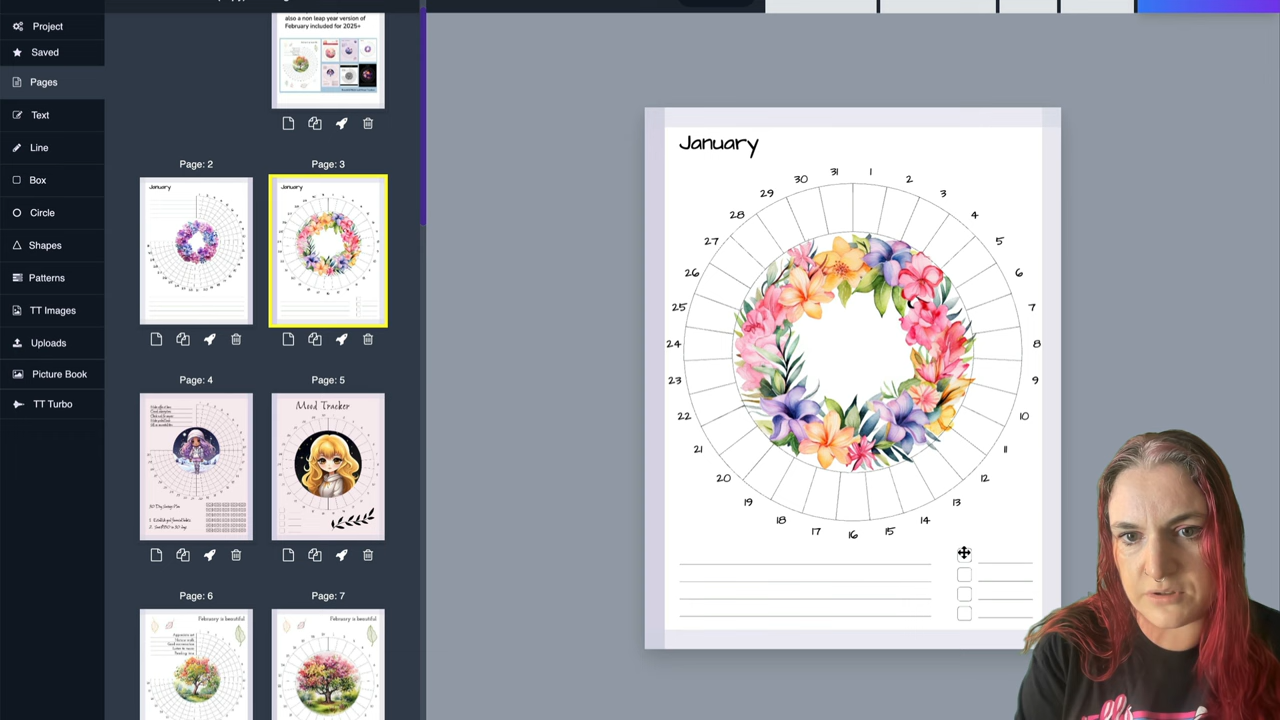 Project
Saved
Pages
Text
Line
Box
Circle
Shapes
Patterns
TT Images
Uploads
Picture Book
TT Turbo
also a non leap year version of
February included for 2025+
Page: 2
Page: 3
January
January
Page: 4
Page: 5
Mood Tracker
30 Day Savings Plan
Page: 6
Page: 7
February is beautiful
February is beautiful
January
31 1
30 2
29 3
28 4
27 5
26 6
25 7
24 8
23 9
22 10
21 11
20 12
19 13
18 14
17 15
16